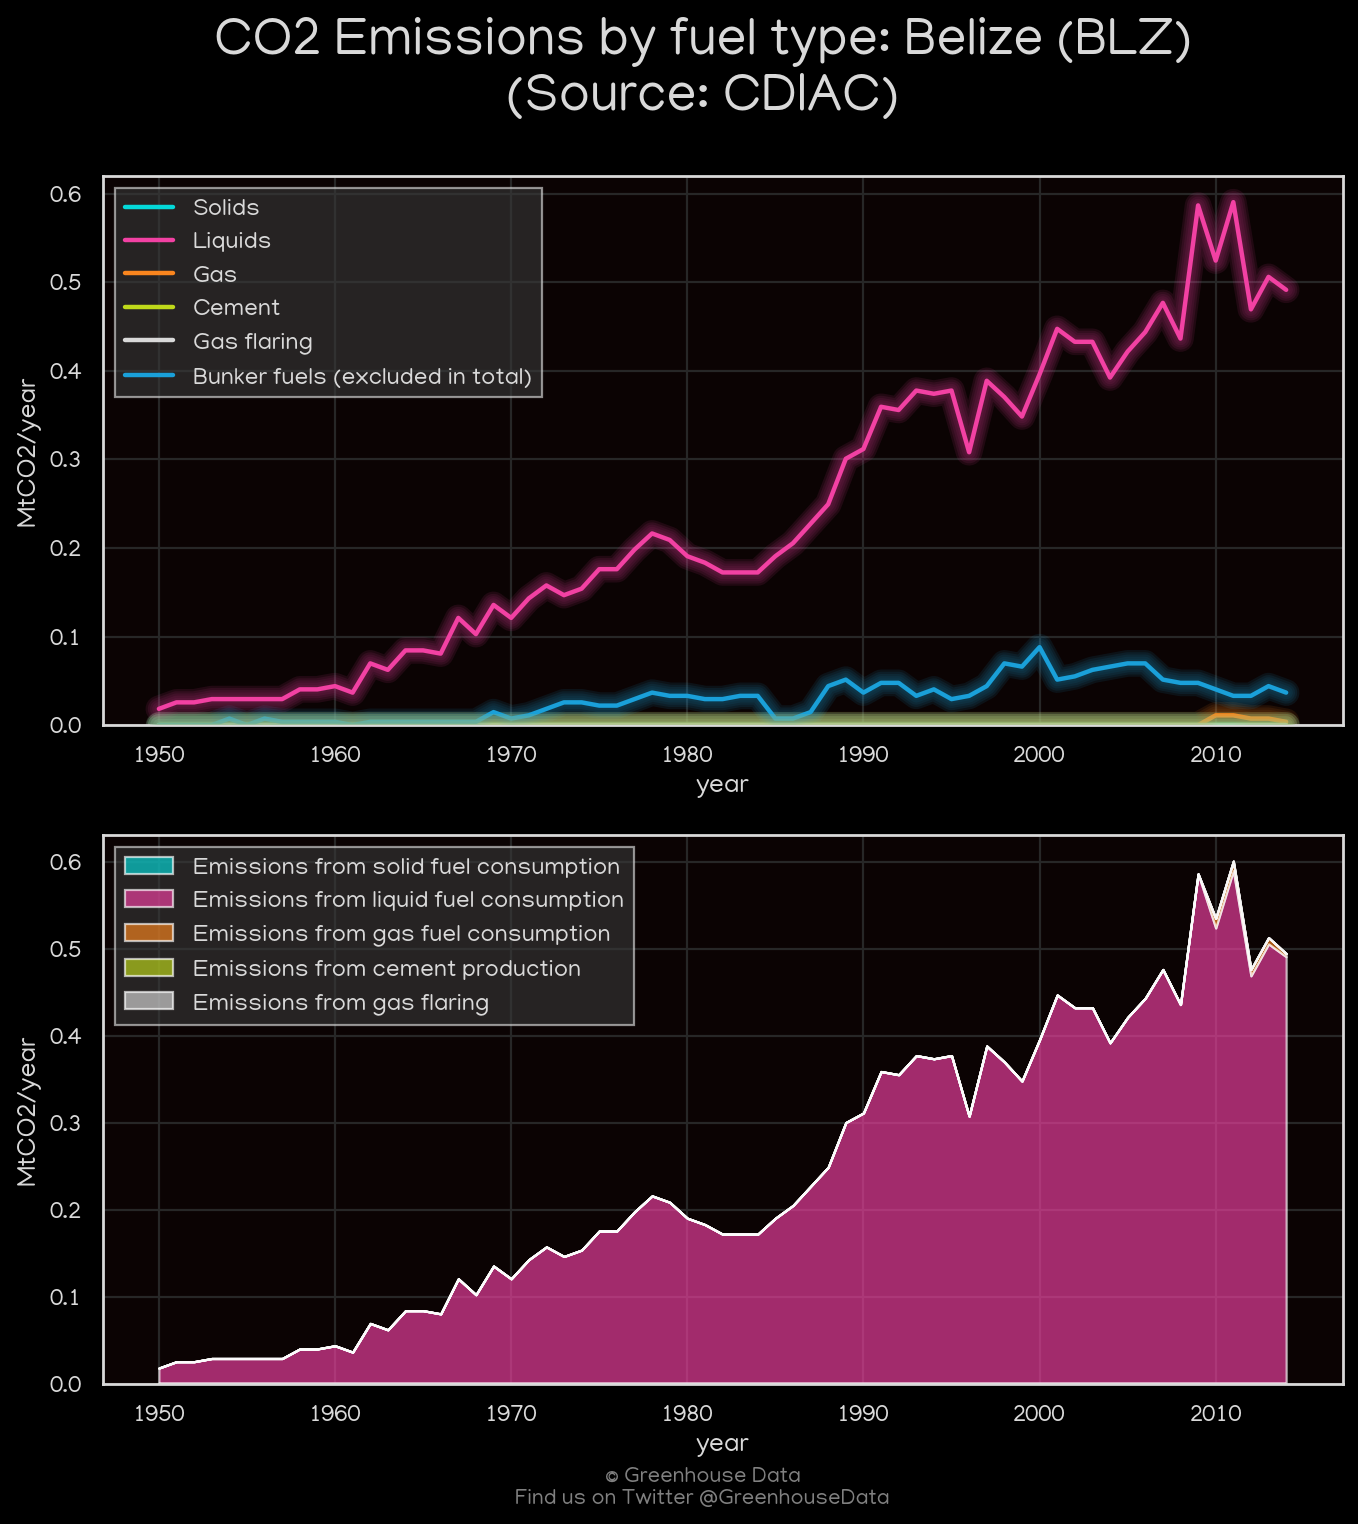 CO2 Emissions by fuel type: Belize (BLZ)
(Source: CDIAC)
MtCO2/year
0.6
0.5
0.4
0.3
0.2
0.1
0.0
Solids
Liquids
Gas
Cement
Gas flaring
Bunker fuels (excluded in total)
1950 1960 1970 1980 1990 2000 2010
year
MtCO2/year
0.6
0.5
0.4
0.3
0.2
0.1
0.0
Emissions from solid fuel consumption
Emissions from liquid fuel consumption
Emissions from gas fuel consumption
Emissions from cement production
Emissions from gas flaring
1950 1960 1970 1980 1990 2000 2010
year
© Greenhouse Data
Find us on Twitter @GreenhouseData